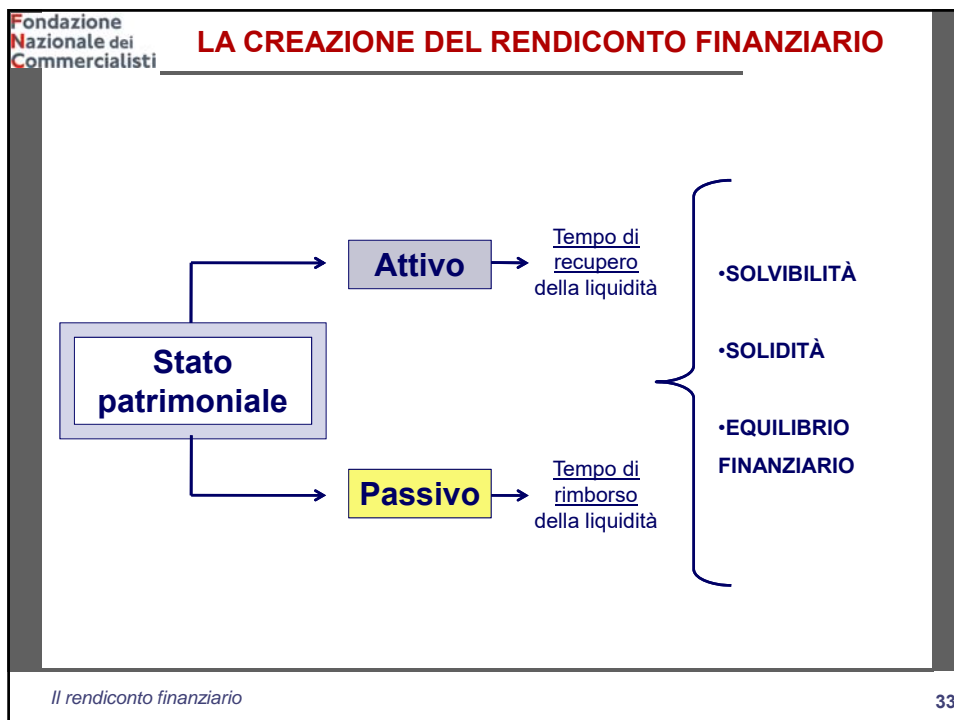 Fondazione
Nazionale dei
Commercialisti
LA CREAZIONE DEL RENDICONTO FINANZIARIO
Stato
patrimoniale
Attivo
Tempo di
recupero
della liquidità
Passivo
Tempo di
rimborso
della liquidità
•SOLVIBILITÀ
•SOLIDITÀ
•EQUILIBRIO
FINANZIARIO
Il rendiconto finanziario
33